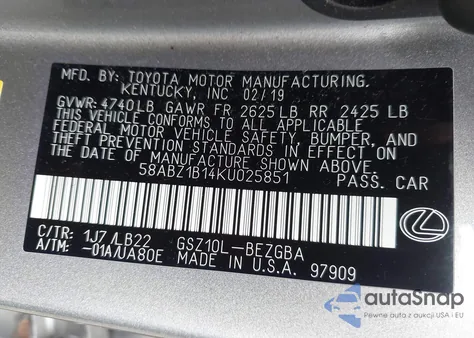 MFD. BY: TOYOTA MOTOR MANUFACTURING.
KENTUCKY, INC 02/19
GVWR: 4740LB GAWR FR 2625LB RR 2425 LB
THIS VEHICLE CONFORMS TO ALL APPLICABLE
FEDERAL MOTOR VEHICLE SAFETY, BUMPER, AND
THEFT PREVENTION STANDARDS IN EFFECT ON
THE DATE OF MANUFACTURE SHOWN ABOVE.
58ABZ1B14KU025851 PASS. CAR
C/TR: 1J7/LB22 GSZ10L-BEZGBA
A/TM: -01A/UA80E MADE IN U.S.A. 97909
autoSnap
Pewne auta z aukcji USA i EU